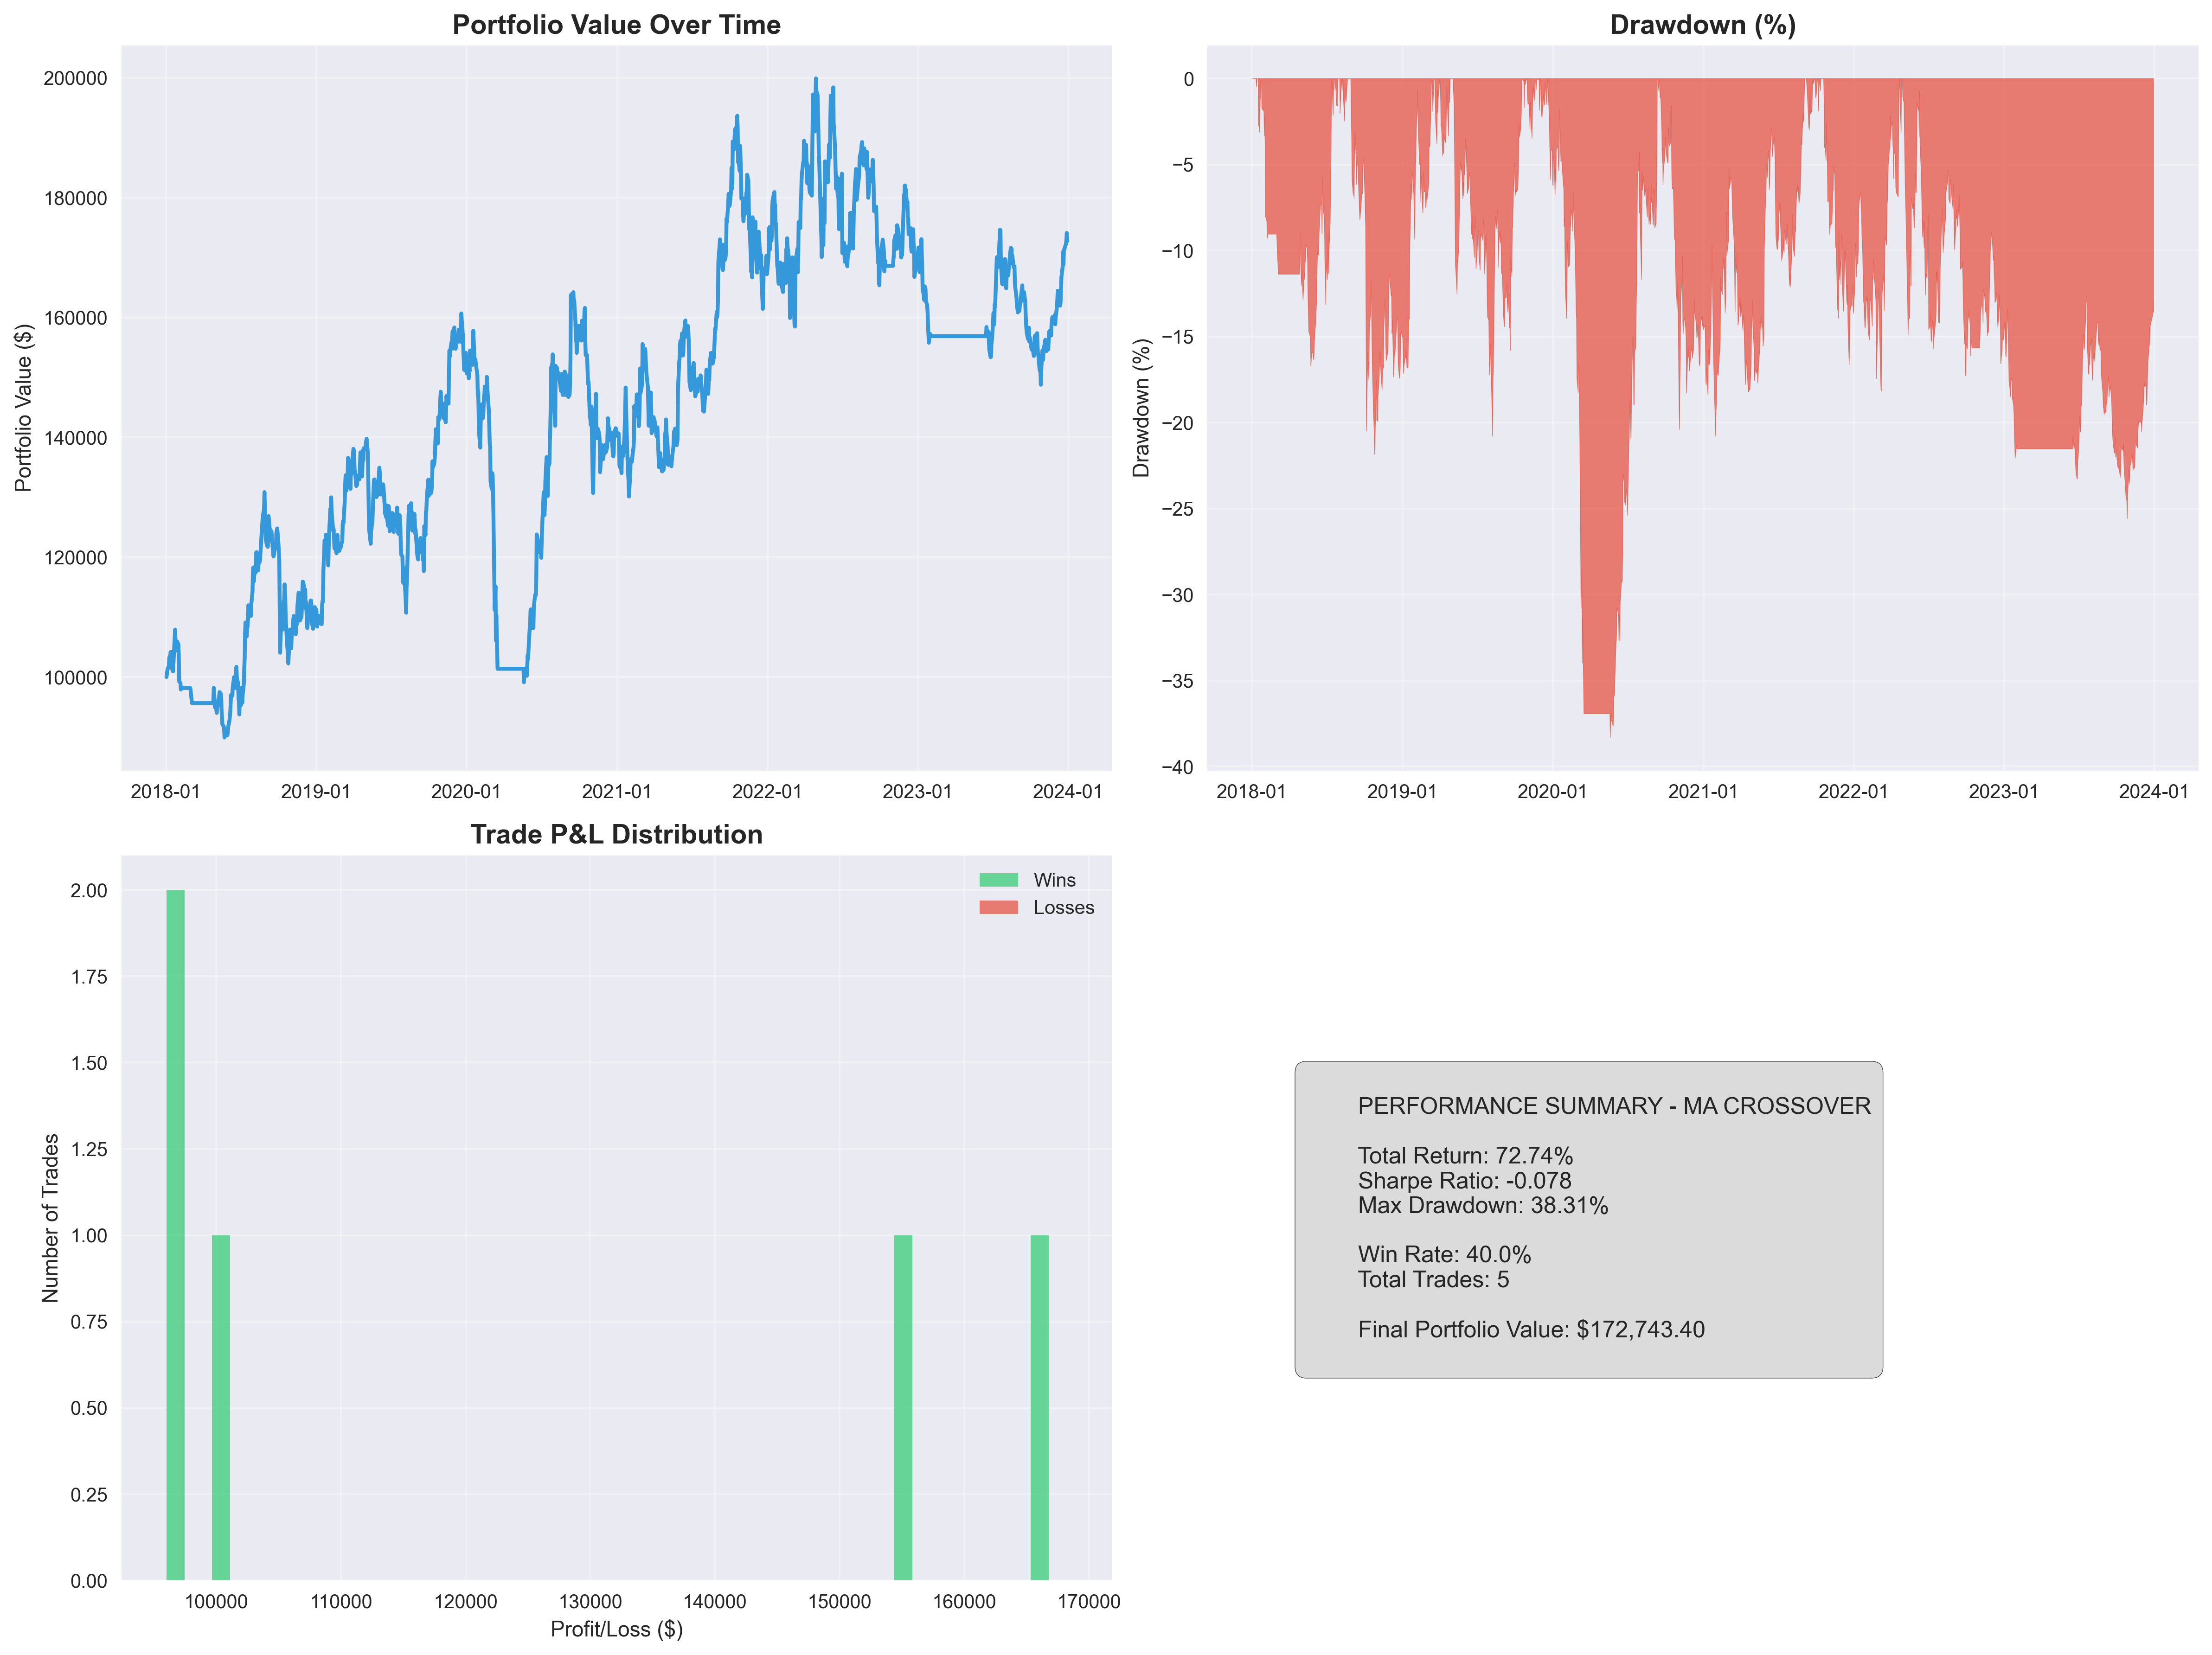 Portfolio Value Over Time
Portfolio Value ($)
200000
180000
160000
140000
120000
100000
2018-01 2019-01 2020-01 2021-01 2022-01 2023-01 2024-01
Drawdown (%)
Drawdown (%)
0
−5
−10
−15
−20
−25
−30
−35
−40
2018-01 2019-01 2020-01 2021-01 2022-01 2023-01 2024-01
Trade P&L Distribution
Wins
Losses
Number of Trades
2.00
1.75
1.50
1.25
1.00
0.75
0.50
0.25
0.00
100000 110000 120000 130000 140000 150000 160000 170000
Profit/Loss ($)
PERFORMANCE SUMMARY - MA CROSSOVER
Total Return: 72.74%
Sharpe Ratio: -0.078
Max Drawdown: 38.31%
Win Rate: 40.0%
Total Trades: 5
Final Portfolio Value: $172,743.40